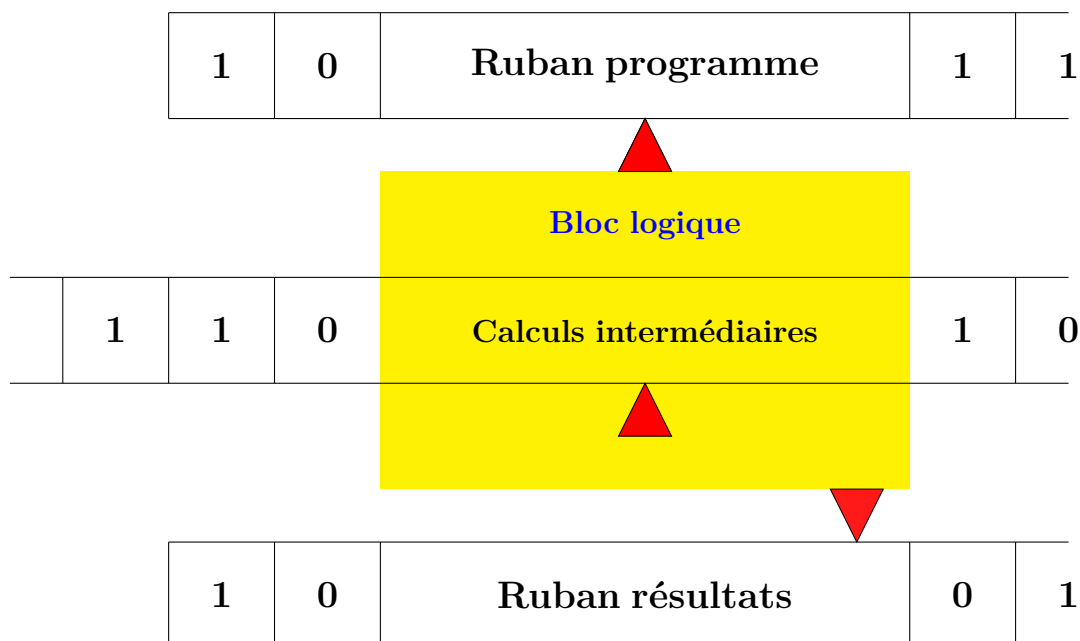 1 0 Ruban programme 1 1
Bloc logique
1 1 0 Calculs intermédiaires 1 0
1 0 Ruban résultats 0 1